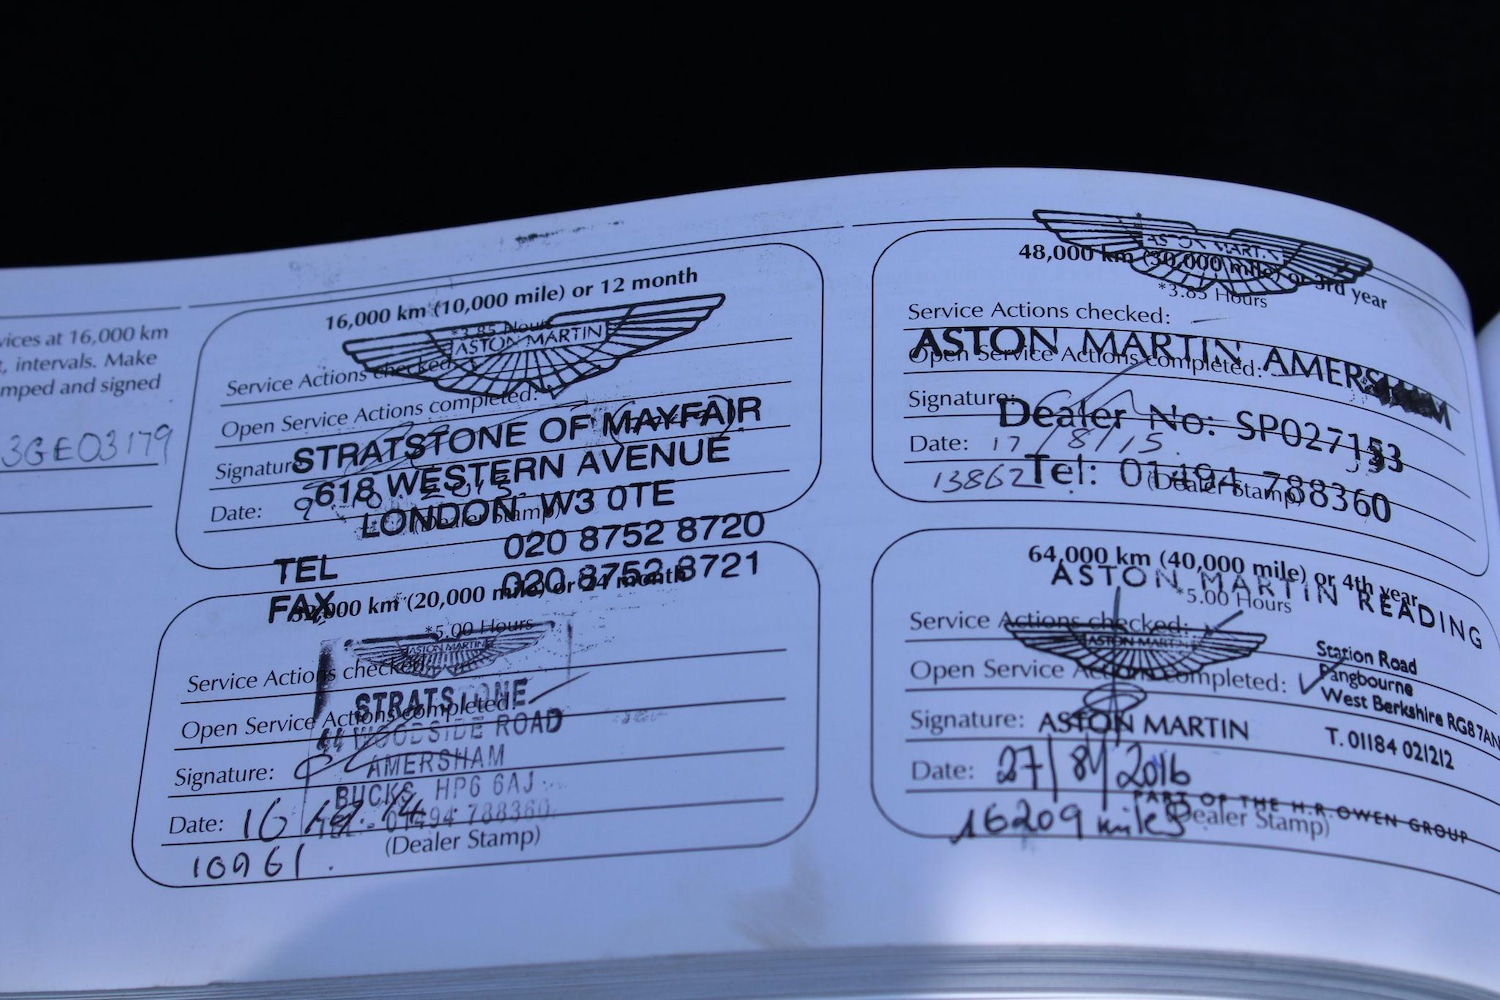 vices at 16,000 km
t, intervals. Make
mped and signed
3GE03179
16,000 km (10,000 mile) or 12 month
*3.85 Hours
ASTON MARTIN
Service Actions checked:
Open Service Actions completed:
STRATSTONE OF MAYFAIR
Signature:
618 WESTERN AVENUE
Date:
LONDON W3 0TE
(Dealer Stamp)
TEL 020 8752 8720
FAX 020 8752 8721
32,000 km (20,000 mile) or 24 month
*5.00 Hours
ASTON MARTIN
Service Actions checked:
STRATSTONE
Open Service Actions completed:
44 WOODSIDE ROAD
Signature:
AMERSHAM
BUCKS, HP6 6AJ
Date: 16
TEL - 01494 788360
(Dealer Stamp)
10961.
48,000 km (30,000 mile) or 3rd year
ASTON MART
*3.85 Hours
Service Actions checked:
ASTON MARTIN AMERSHAM
Open Service Actions completed:
Signature:
Dealer No: SP027153
Date: 17/8/15.
Tel: 01494 788360
(Dealer Stamp)
13862
64,000 km (40,000 mile) or 4th year
ASTON MARTIN READING
*5.00 Hours
Service Actions checked:
ASTON MARTIN
Station Road
Open Service Actions completed:
Pangbourne
West Berkshire RG8 7AN
Signature:
ASTON MARTIN
T. 01184 021212
Date: 27/8/2016
PART OF THE H.R. OWEN GROUP
(Dealer Stamp)
16209 miles